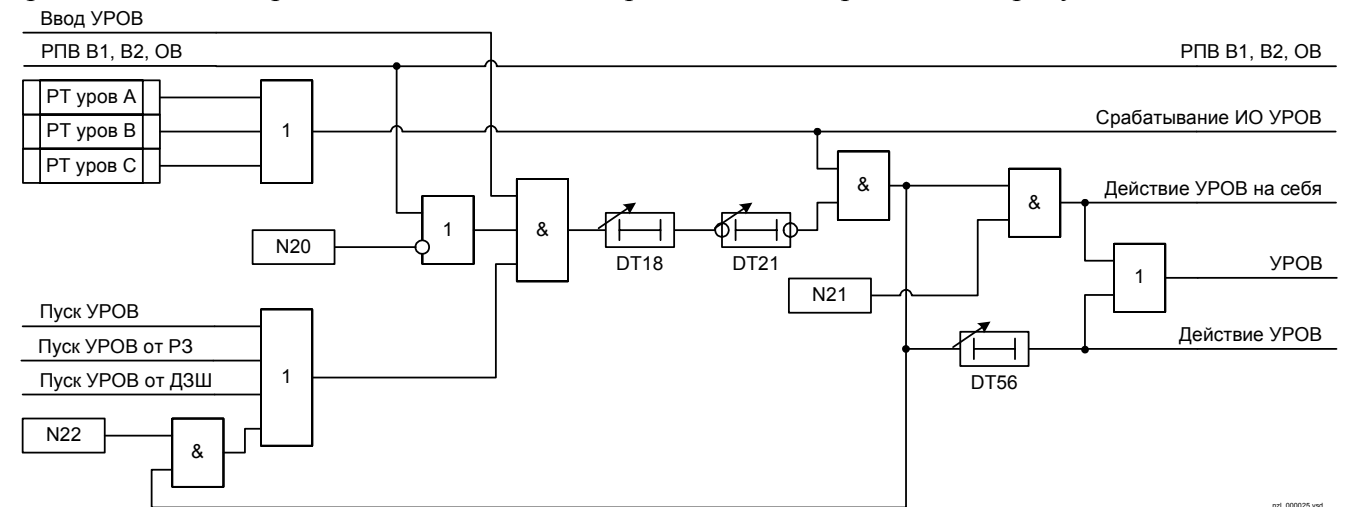 Ввод УРОВ
РПВ В1, В2, ОВ
РПВ В1, В2, ОВ
РТ уров А
РТ уров В
РТ уров С
1
Срабатывание ИО УРОВ
&
&
Действие УРОВ на себя
1
&
N20
DT18
DT21
N21
1
УРОВ
Пуск УРОВ
Пуск УРОВ от РЗ
Пуск УРОВ от ДЗШ
1
Действие УРОВ
DT56
N22
&